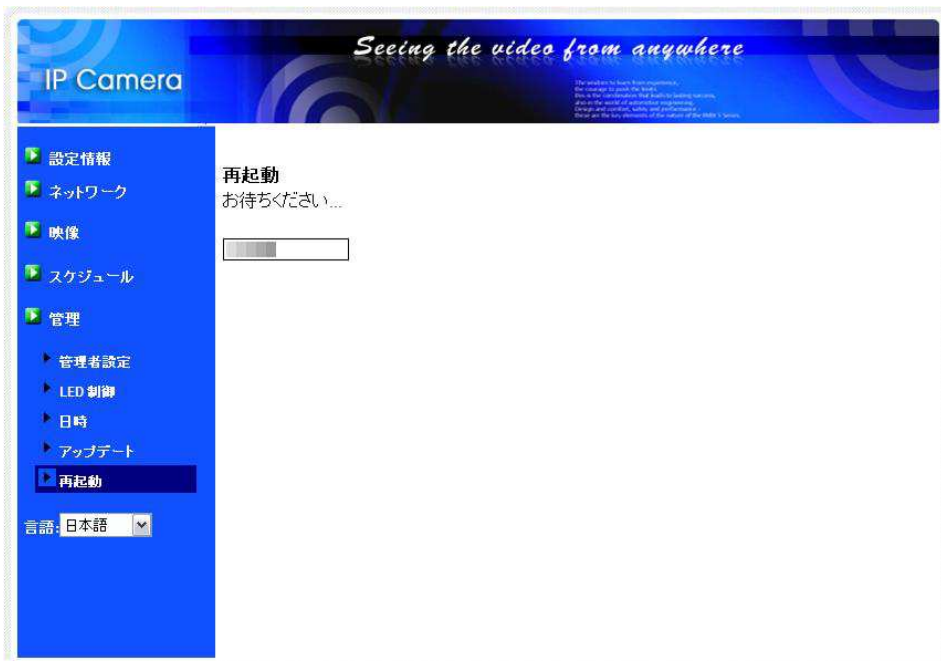 Seeing the video from anywhere
IP Camera
設定情報
ネットワーク
映像
スケジュール
管理
管理者設定
LED 制御
日時
アップデート
再起動
言語: 日本語
再起動
お待ちください...